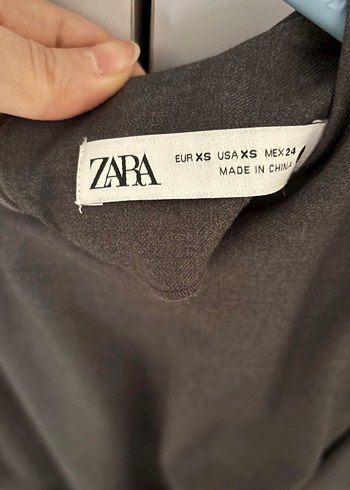 ZARA
EUR XS USA XS MEX 24
MADE IN CHINA